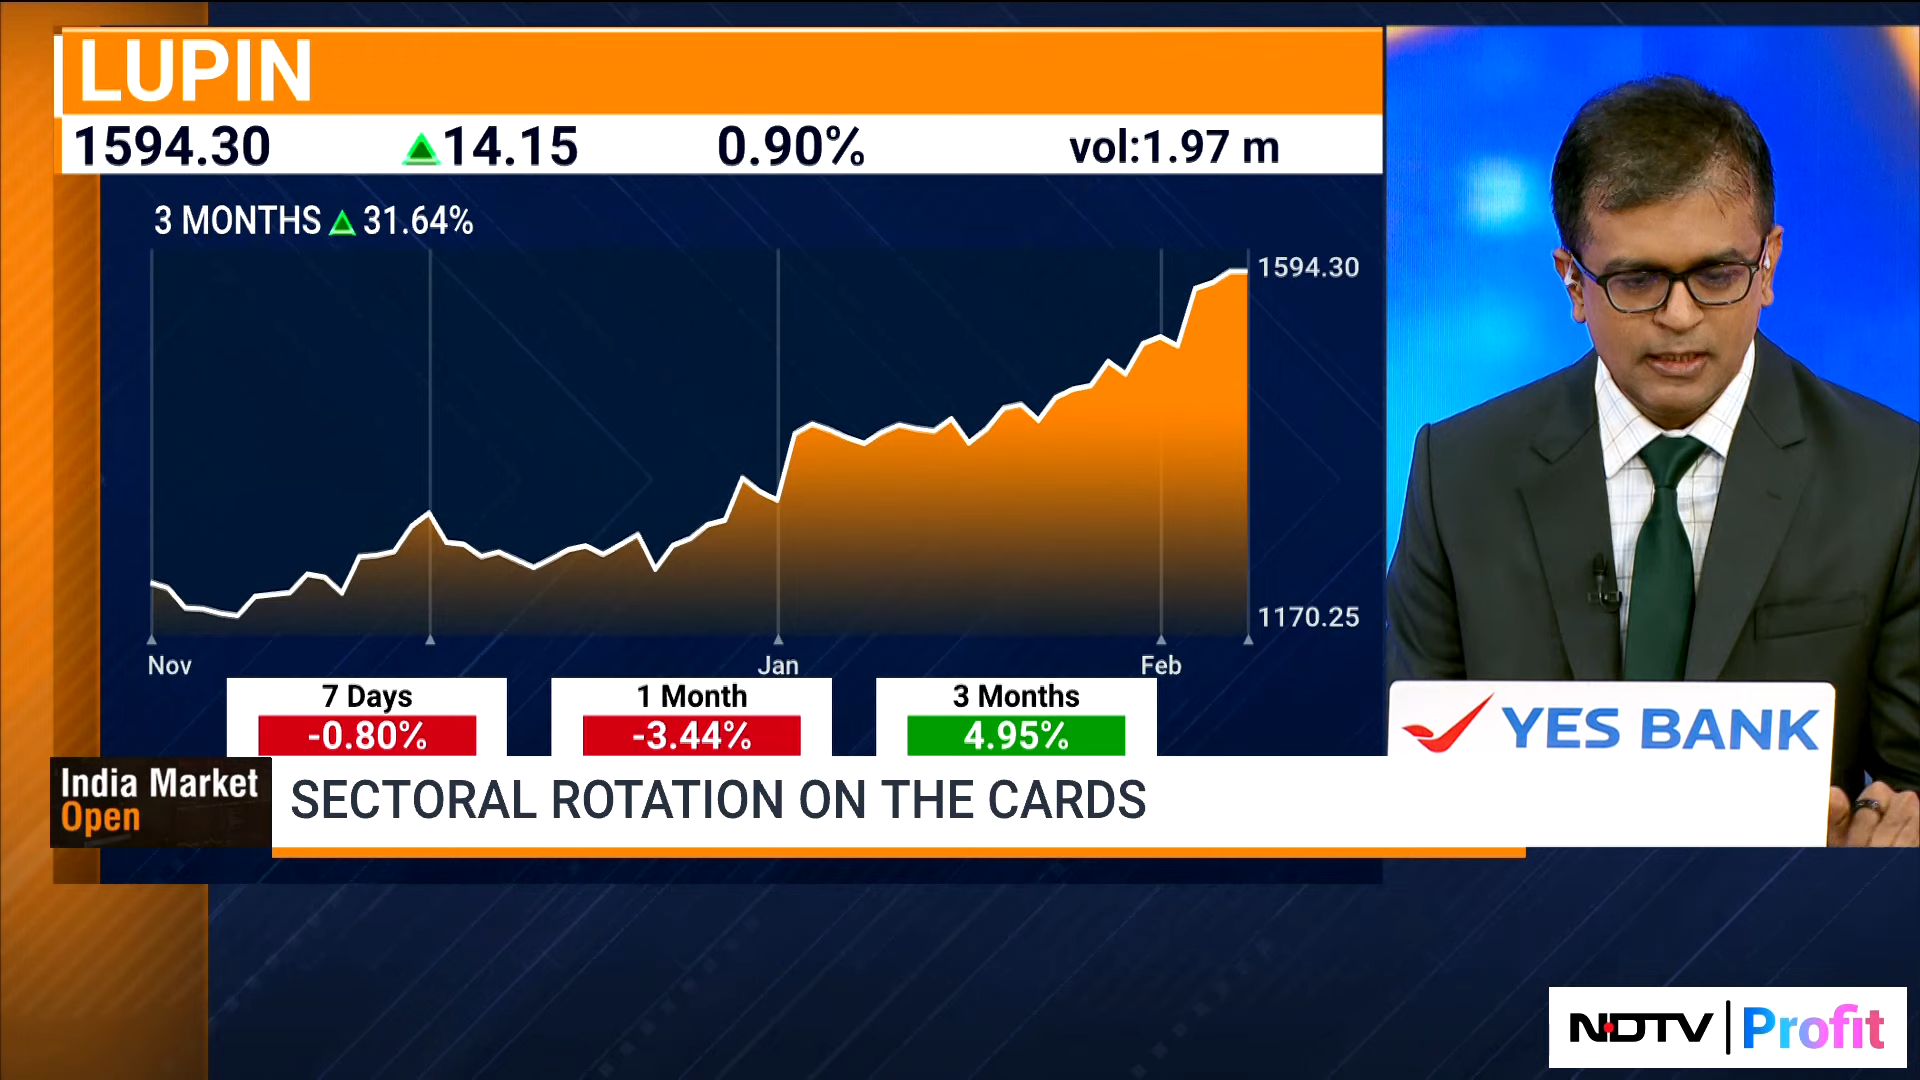 LUPIN
1594.30 ▲14.15 0.90% vol:1.97 m
3 MONTHS ▲ 31.64%
1594.30
1170.25
Nov Jan Feb
7 Days 1 Month 3 Months
-0.80% -3.44% 4.95%
YES BANK
India Market
Open
SECTORAL ROTATION ON THE CARDS
NDTV | Profit